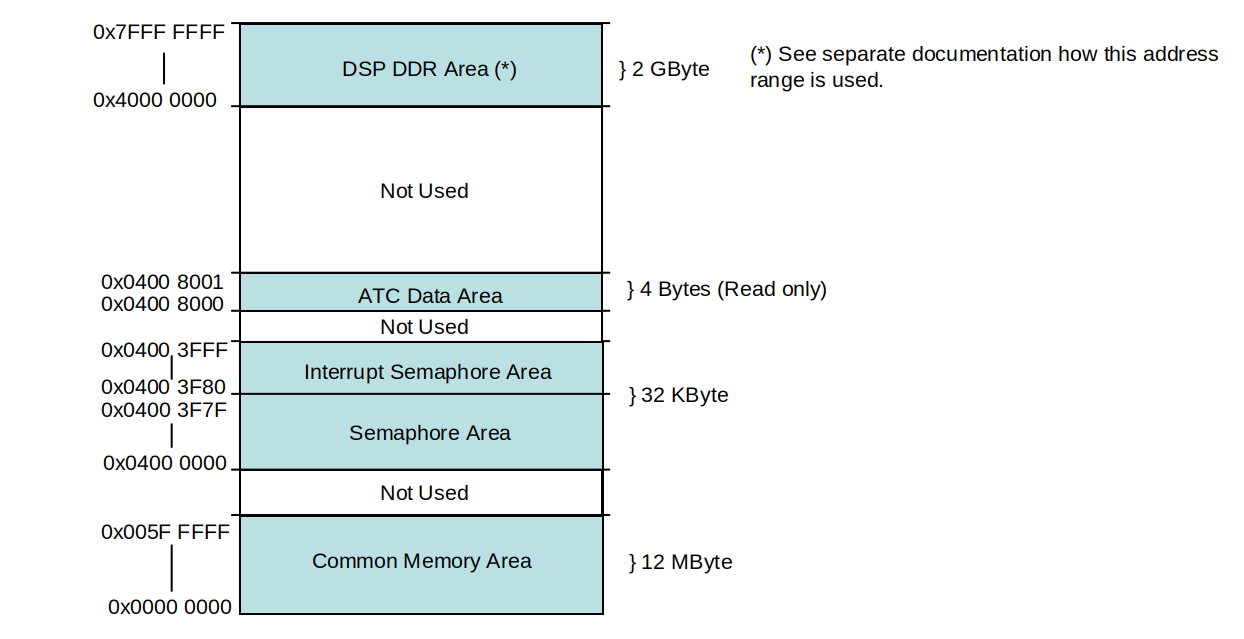 0x7FFF FFFF
DSP DDR Area (*)
} 2 GByte
(*) See separate documentation how this address
range is used.
0x4000 0000
Not Used
0x0400 8001
0x0400 8000
ATC Data Area
} 4 Bytes (Read only)
Not Used
0x0400 3FFF
Interrupt Semaphore Area
0x0400 3F80
} 32 KByte
0x0400 3F7F
Semaphore Area
0x0400 0000
Not Used
0x005F FFFF
Common Memory Area
} 12 MByte
0x0000 0000